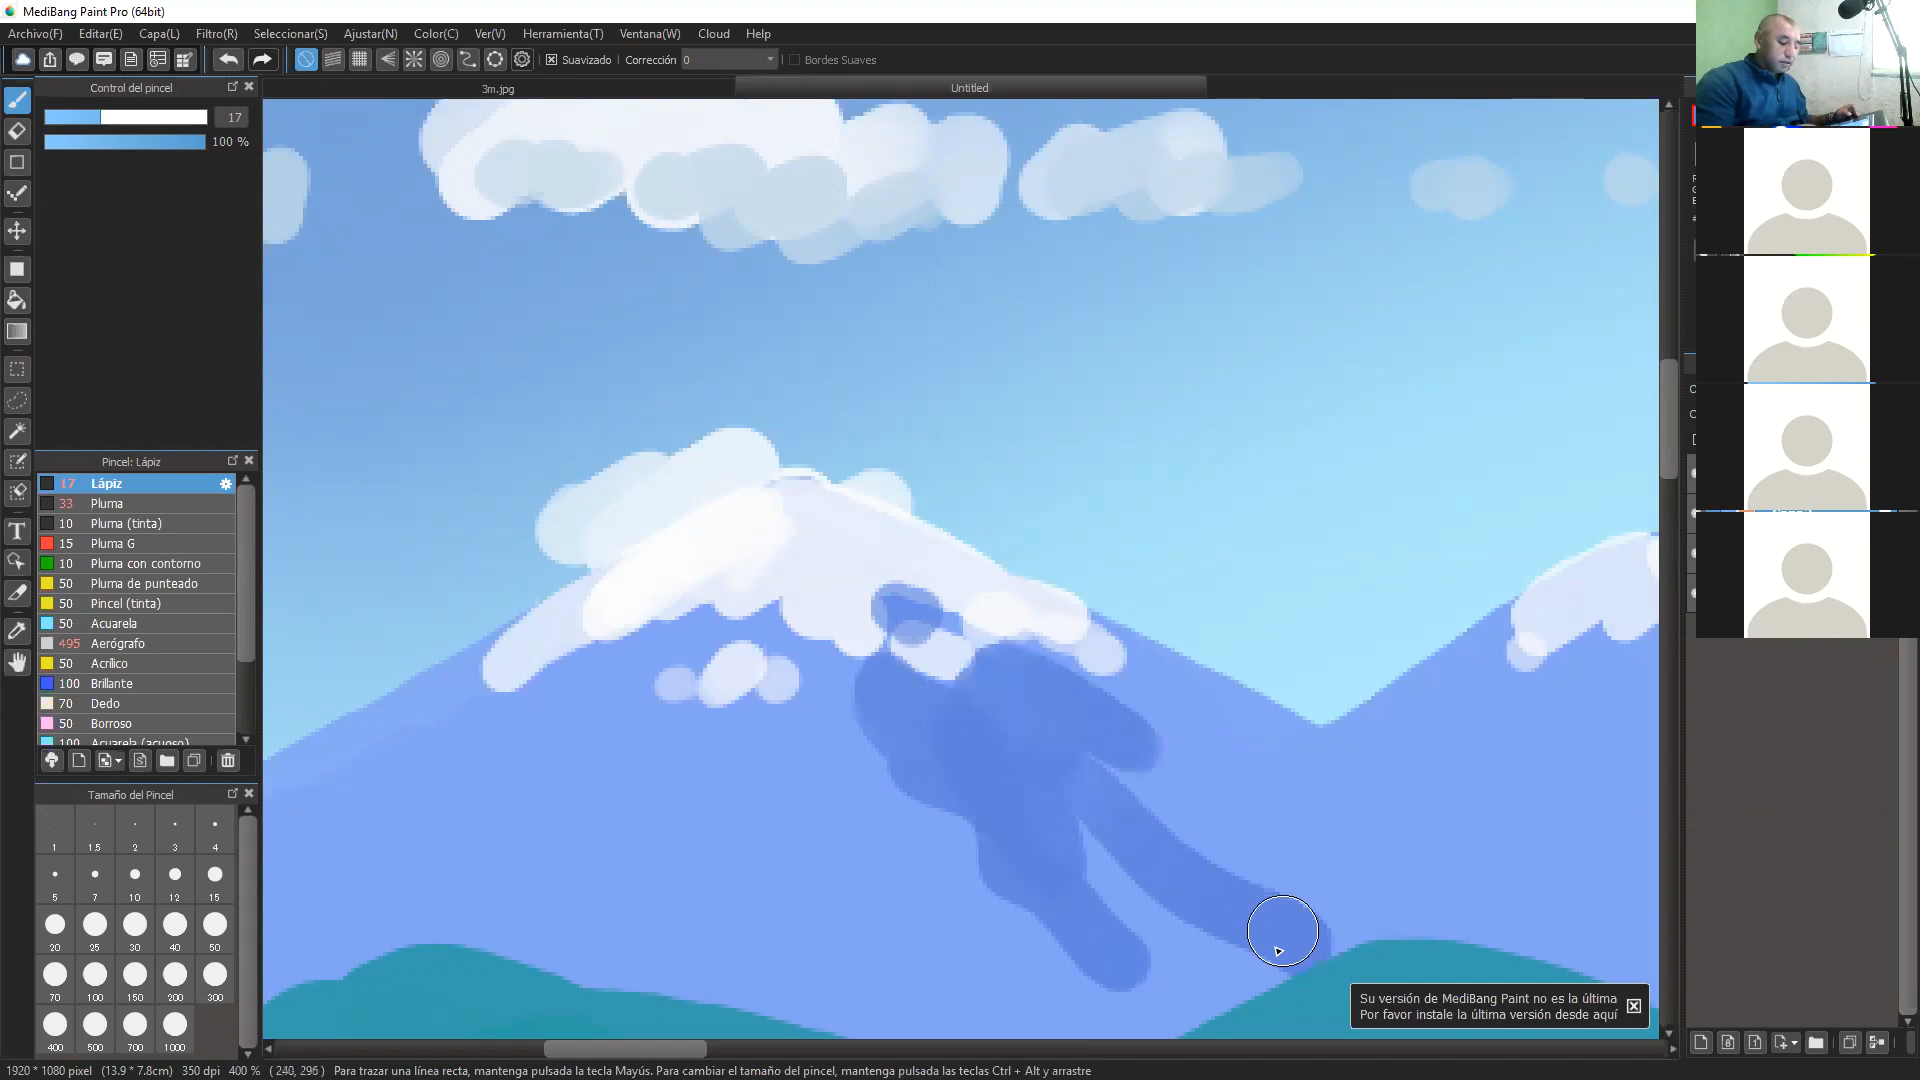 MediBang Paint Pro (64bit)
Archivo(F) Editar(E) Capa(L) Filtro(R) Seleccionar(S) Ajustar(N) Color(C) Ver(V) Herramienta(T) Ventana(W) Cloud Help
Suavizado Corrección 0 Bordes Suaves
Control del pincel
3m.jpg
Untitled
17
100 %
Pincel: Lápiz
17 Lápiz
33 Pluma
10 Pluma (tinta)
15 Pluma G
10 Pluma con contorno
50 Pluma de punteado
50 Pincel (tinta)
50 Acuarela
495 Aerógrafo
50 Acrílico
100 Brillante
70 Dedo
50 Borroso
100 Acuarela (acuoso)
Tamaño del Pincel
1 1.5 2 3 4
5 7 10 12 15
20 25 30 40 50
70 100 150 200 300
400 500 700 1000
Su versión de MediBang Paint no es la última
Por favor instale la última versión desde aquí
1920 * 1080 pixel (13.9 * 7.8cm) 350 dpi 400 % ( 240, 296 ) Para trazar una línea recta, mantenga pulsada la tecla Mayús. Para cambiar el tamaño del pincel, mantenga pulsadas las teclas Ctrl + Alt y arrastre